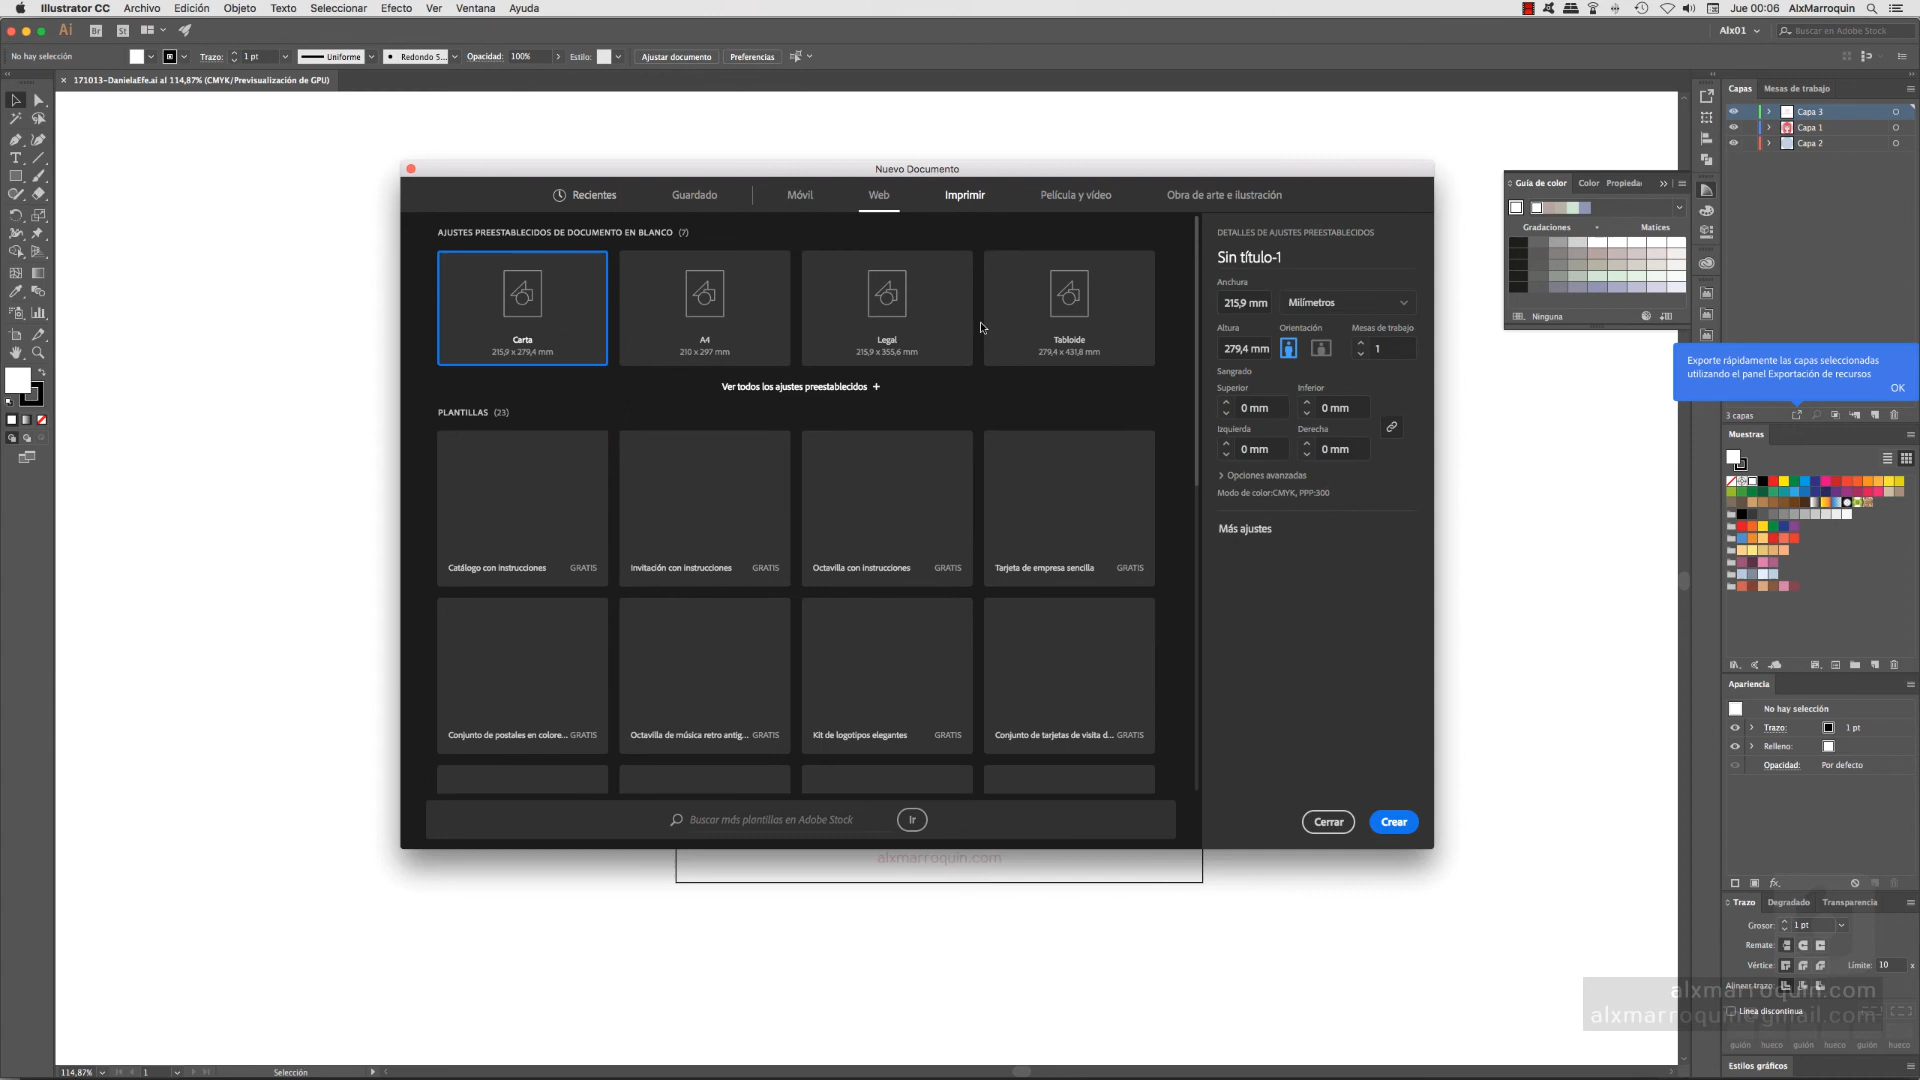 Illustrator CC Archivo Edición Objeto Texto Seleccionar Efecto Ver Ventana Ayuda
Jue 00:06 AlxMarroquin
Ai Br St
Alx01 Buscar en Adobe Stock
No hay selección Trazo: 1 pt Uniforme Redondo 5... Opacidad: 100% Estilo: Ajustar documento Preferencias
171013-DanielaEfe.ai al 114,87% (CMYK/Previsualización de GPU)
Capas Mesas de trabajo
Capa 3
Capa 1
Capa 2
Nuevo Documento
Recientes Guardado Móvil Web Imprimir Película y vídeo Obra de arte e ilustración
AJUSTES PREESTABLECIDOS DE DOCUMENTO EN BLANCO (7)
Carta
215,9 x 279,4 mm
A4
210 x 297 mm
Legal
215,9 x 355,6 mm
Tabloide
279,4 x 431,8 mm
Ver todos los ajustes preestablecidos +
PLANTILLAS (23)
Catálogo con instrucciones GRATIS
Invitación con instrucciones GRATIS
Octavilla con instrucciones GRATIS
Tarjeta de empresa sencilla GRATIS
Conjunto de postales en colore... GRATIS
Octavilla de música retro antig... GRATIS
Kit de logotipos elegantes GRATIS
Conjunto de tarjetas de visita d... GRATIS
Buscar más plantillas en Adobe Stock Ir
DETALLES DE AJUSTES PREESTABLECIDOS
Sin título-1
Anchura
215,9 mm Milímetros
Altura Orientación Mesas de trabajo
279,4 mm 1
Sangrado
Superior Inferior
0 mm 0 mm
Izquierda Derecha
0 mm 0 mm
Opciones avanzadas
Modo de color:CMYK, PPP:300
Más ajustes
Cerrar Crear
alxmarroquin.com
Guía de color Color Propiedad
Gradaciones Matices
Ninguna
Exporte rápidamente las capas seleccionadas
utilizando el panel Exportación de recursos
OK
3 capas
Muestras
Apariencia
No hay selección
Trazo: 1 pt
Relleno:
Opacidad: Por defecto
fx
Trazo Degradado Transparencia
Grosor: 1 pt
Remate:
Vértice: Límite: 10 x
Alinear trazo:
alxmarroquin.com
Línea discontinua
alxmarroquin@gmail.com
guión hueco guión hueco guión hueco
Estilos gráficos
114,87% 1 Selección